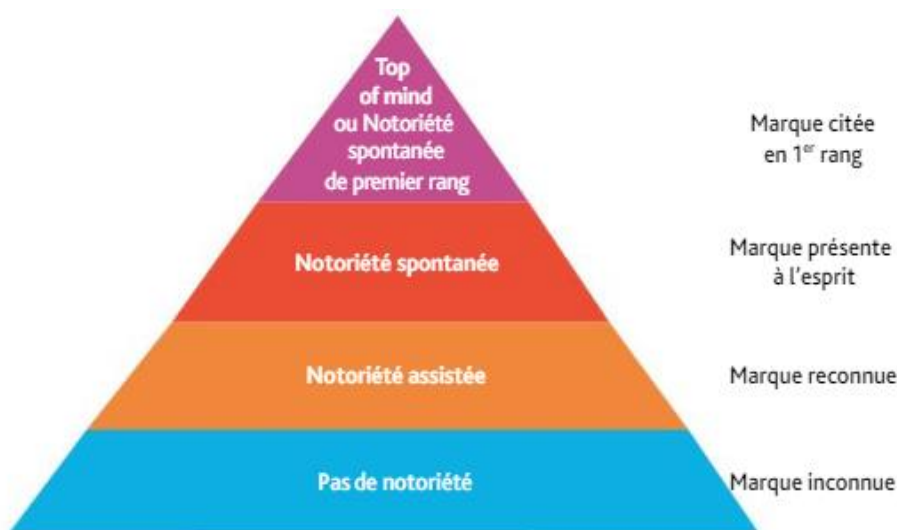 Top
of mind
ou Notoriété
spontanée
de premier rang
Marque citée
en 1er rang
Notoriété spontanée
Marque présente
à l'esprit
Notoriété assistée
Marque reconnue
Pas de notoriété
Marque inconnue